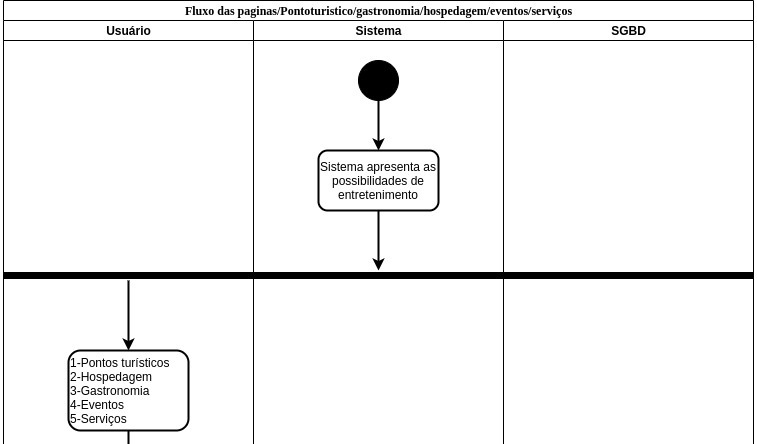 Fluxo das paginas/Pontoturistico/gastronomia/hospedagem/eventos/serviços
Usuário
Sistema
SGBD
Sistema apresenta as
possibilidades de
entretenimento
1-Pontos turísticos
2-Hospedagem
3-Gastronomia
4-Eventos
5-Serviços